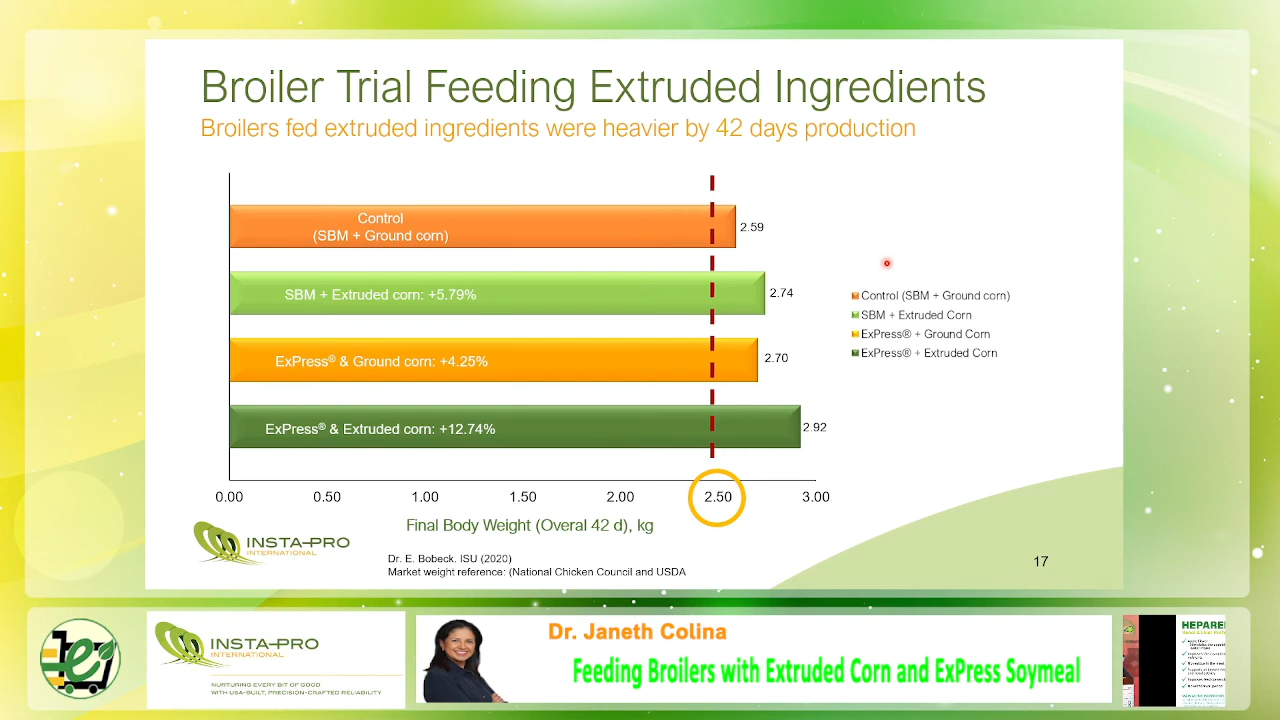 Broiler Trial Feeding Extruded Ingredients
Broilers fed extruded ingredients were heavier by 42 days production
Control
(SBM + Ground corn)
2.59
SBM + Extruded corn: +5.79%
2.74
ExPress® & Ground corn: +4.25%
2.70
ExPress® & Extruded corn: +12.74%
2.92
Control (SBM + Ground corn)
SBM + Extruded Corn
ExPress® + Ground Corn
ExPress® + Extruded Corn
0.00 0.50 1.00 1.50 2.00 2.50 3.00
Final Body Weight (Overal 42 d), kg
INSTA-PRO
INTERNATIONAL
Dr. E. Bobeck. ISU (2020)
Market weight reference: (National Chicken Council and USDA
17
e
INSTA-PRO
INTERNATIONAL
NURTURING EVERY BIT OF GOOD
WITH USA-BUILT, PRECISION-CRAFTED RELIABILITY
Dr. Janeth Colina
Feeding Broilers with Extruded Corn and ExPress Soymeal
HEPARE